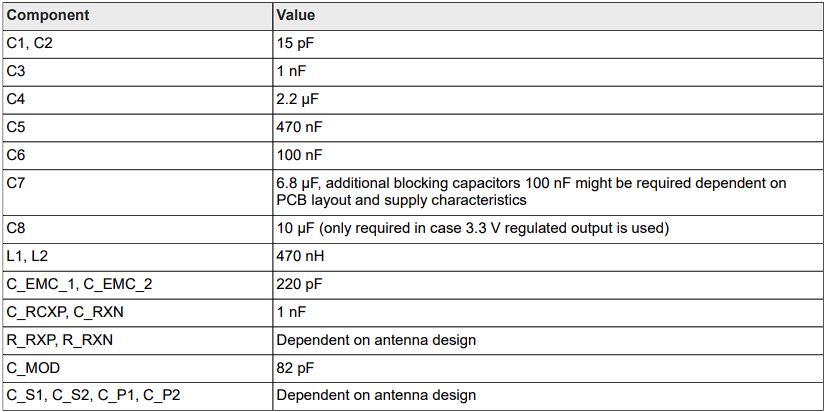 Component Value
C1, C2 15 pF
C3 1 nF
C4 2.2 µF
C5 470 nF
C6 100 nF
C7 6.8 µF, additional blocking capacitors 100 nF might be required dependent on
PCB layout and supply characteristics
C8 10 µF (only required in case 3.3 V regulated output is used)
L1, L2 470 nH
C_EMC_1, C_EMC_2 220 pF
C_RCXP, C_RXN 1 nF
R_RXP, R_RXN Dependent on antenna design
C_MOD 82 pF
C_S1, C_S2, C_P1, C_P2 Dependent on antenna design